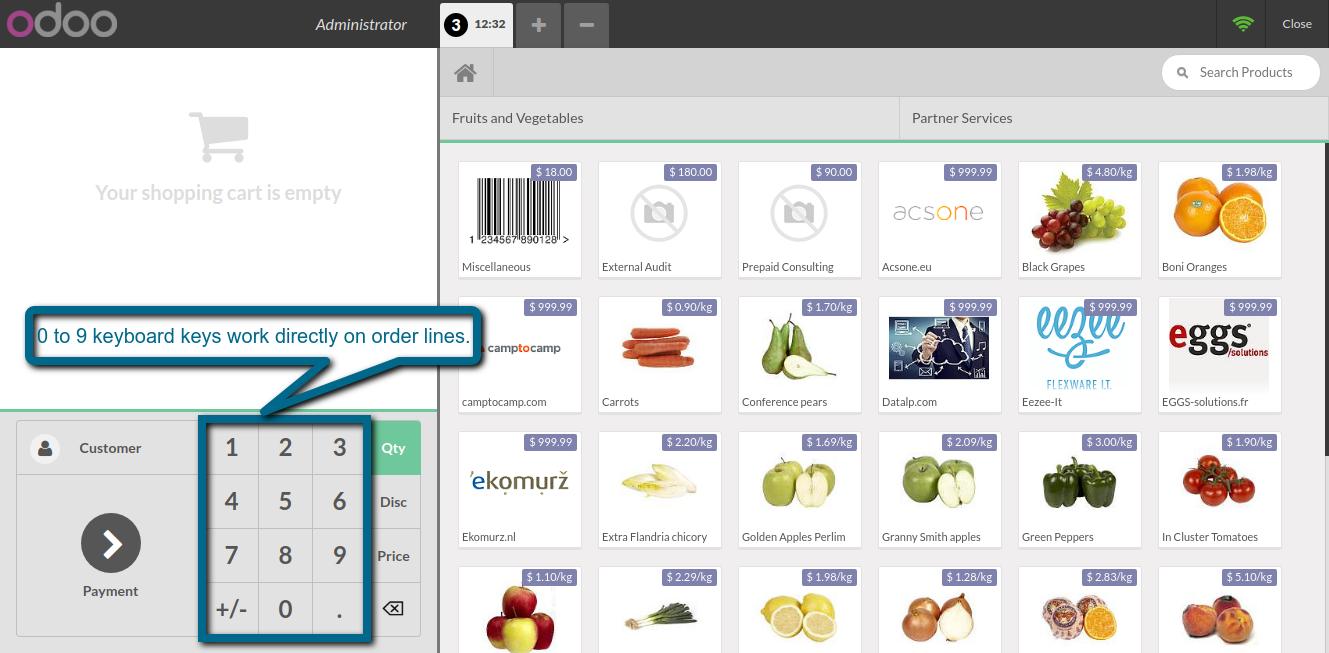 odoo
Administrator
3 12:32
+
−
Close
Search Products
Fruits and Vegetables
Partner Services
Your shopping cart is empty
$ 18.00
$ 180.00
$ 90.00
$ 999.99
$ 4.80/kg
$ 1.98/kg
1 234567 890128 >
acsone
Miscellaneous
External Audit
Prepaid Consulting
Acsone.eu
Black Grapes
Boni Oranges
0 to 9 keyboard keys work directly on order lines.
$ 999.99
$ 0.90/kg
$ 1.70/kg
$ 999.99
$ 999.99
$ 999.99
camptocamp
eezee
FLEXWARE I.T.
eggs
/solutions
camptocamp.com
Carrots
Conference pears
Datalp.com
Eezee-It
EGGS-solutions.fr
Customer
1 2 3 Qty
4 5 6 Disc
7 8 9 Price
+/- 0 .
Payment
$ 999.99
$ 2.20/kg
$ 1.69/kg
$ 2.09/kg
$ 3.00/kg
$ 1.90/kg
'ekomurž
Ekomurz.nl
Extra Flandria chicory
Golden Apples Perlim
Granny Smith apples
Green Peppers
In Cluster Tomatoes
$ 1.10/kg
$ 2.29/kg
$ 1.98/kg
$ 1.28/kg
$ 2.83/kg
$ 5.10/kg